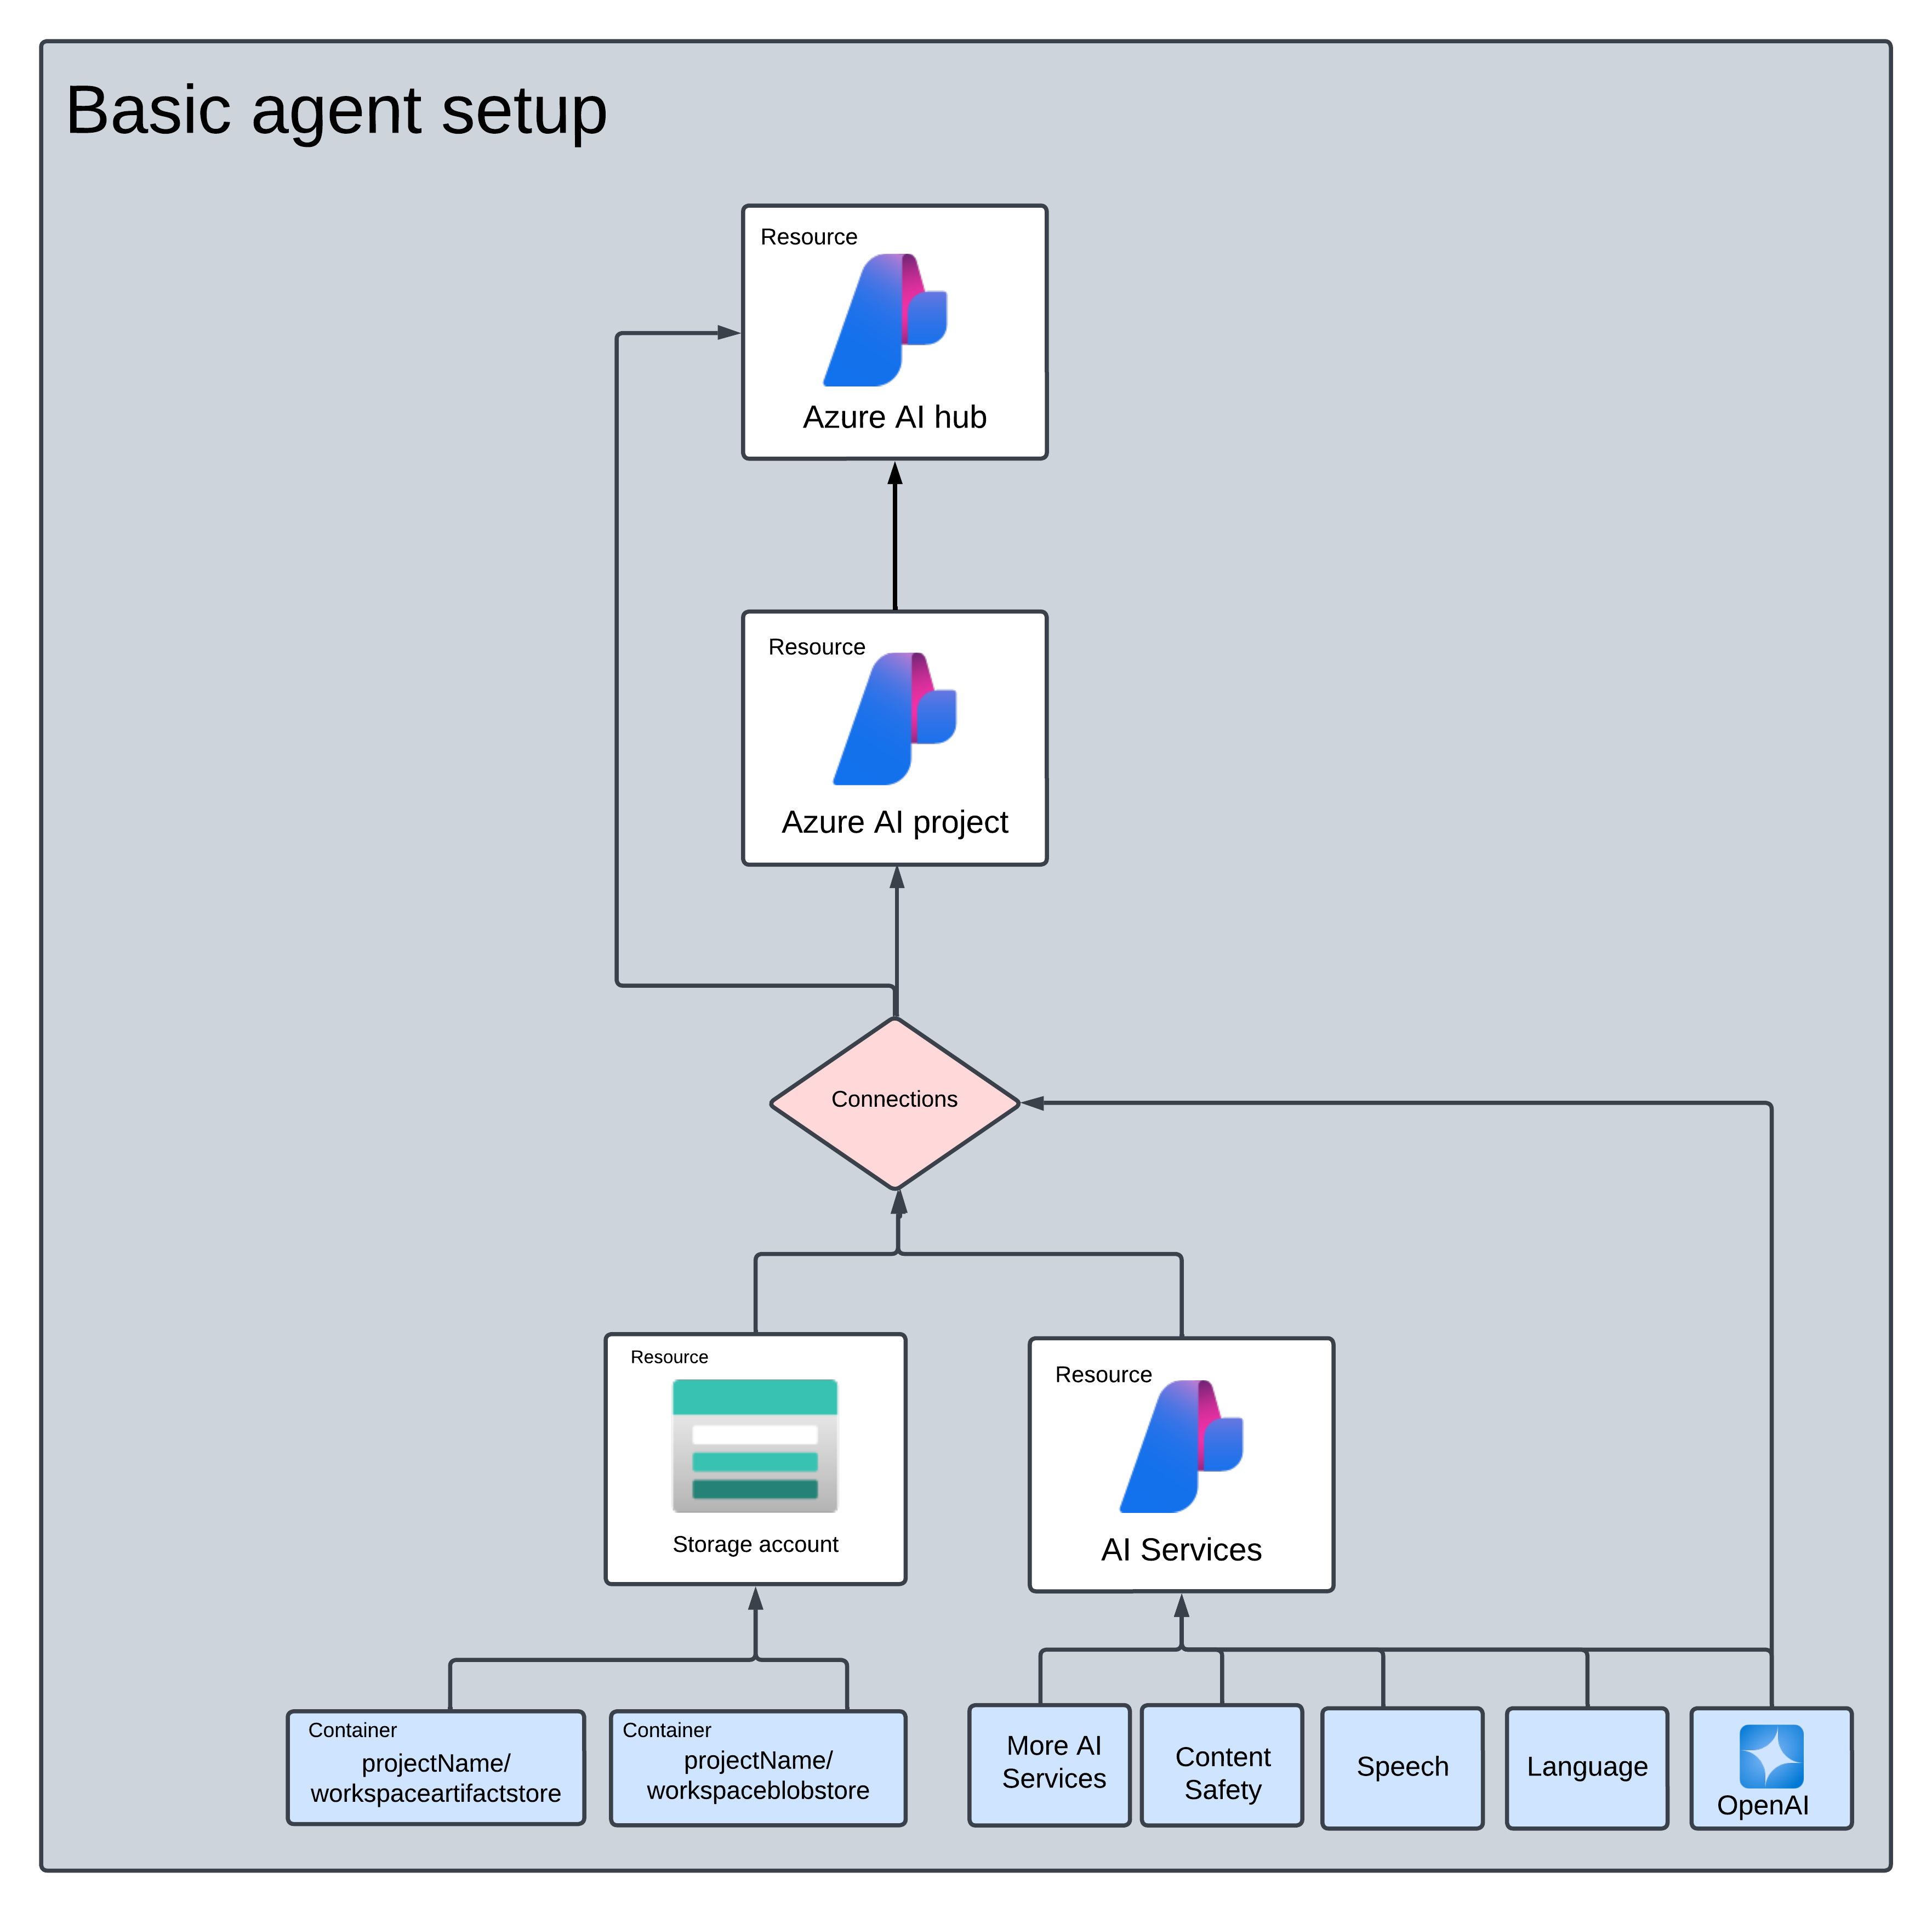 Basic agent setup
Resource
Azure AI hub
Resource
Azure AI project
Connections
Resource
Storage account
Resource
AI Services
Container
projectName/
workspaceartifactstore
Container
projectName/
workspaceblobstore
More AI
Services
Content
Safety
Speech
Language
OpenAI